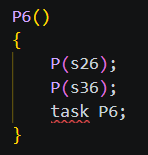 P6()
{
P(s26);
P(s36);
task P6;
}